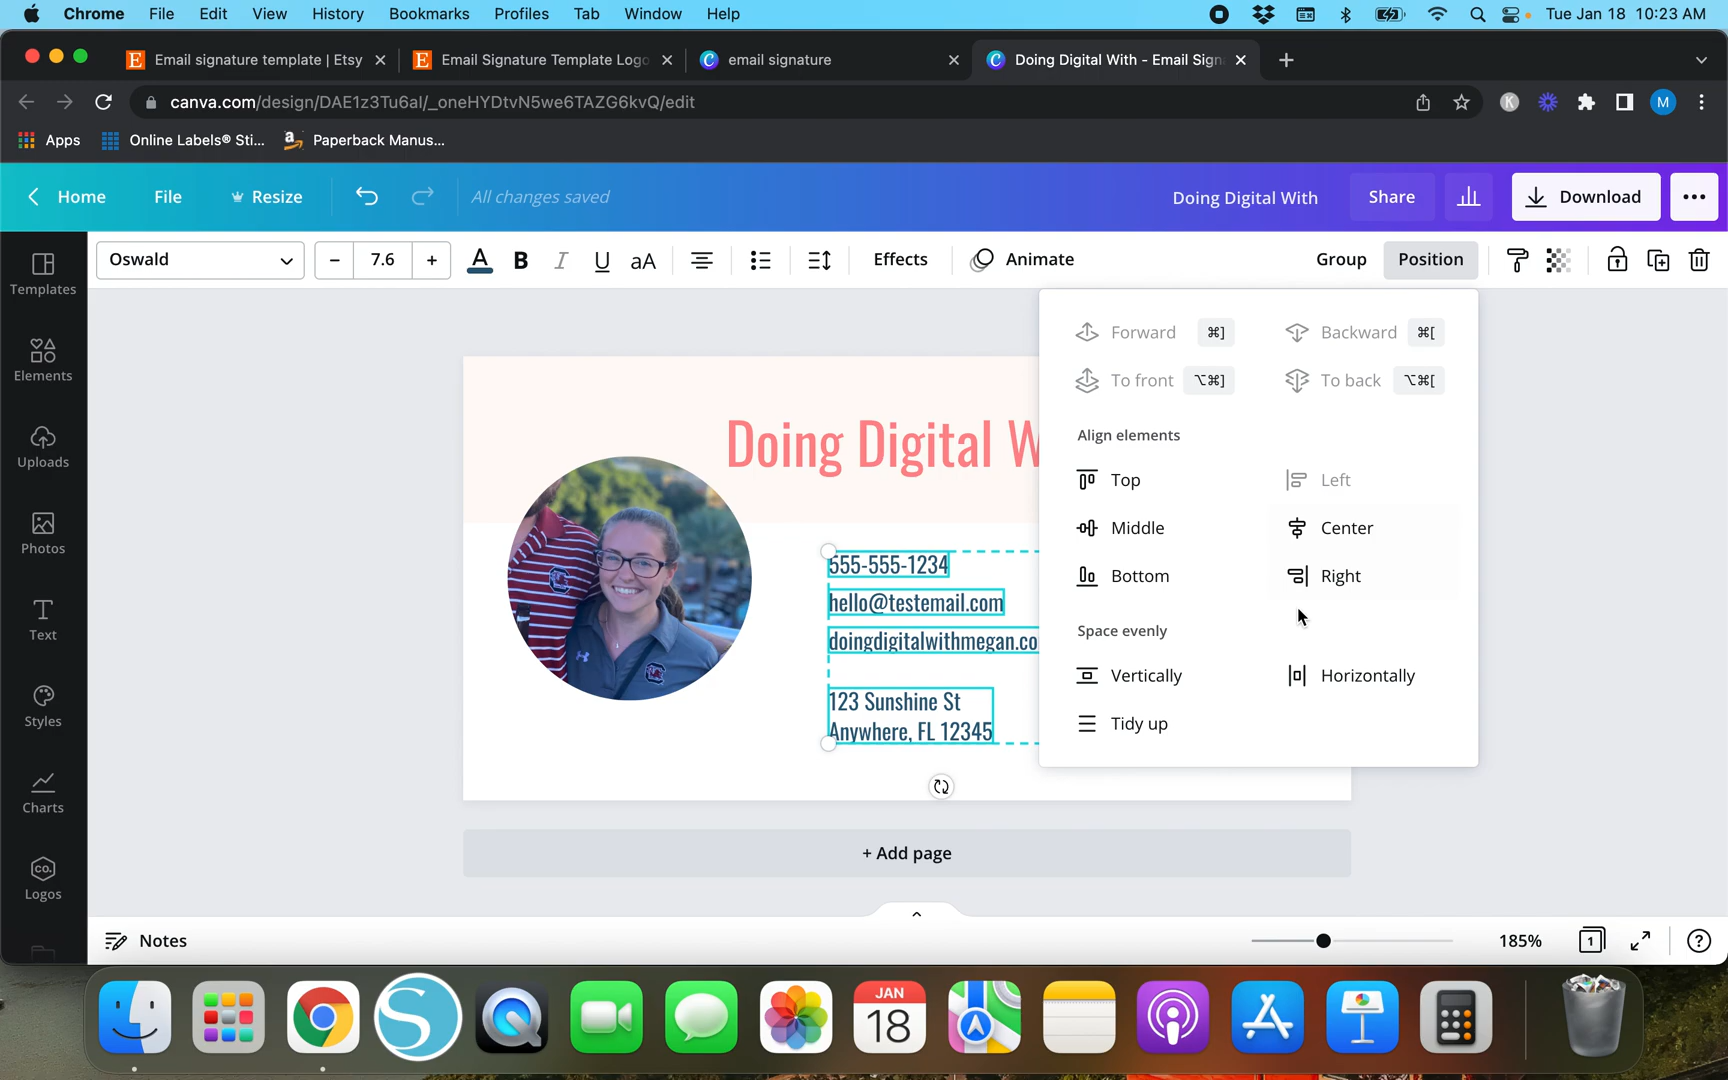 Chrome File Edit View History Bookmarks Profiles Tab Window Help Tue Jan 18 10:23 AM
Email signature template | Etsy Email Signature Template Logo email signature Doing Digital With - Email Sign
canva.com/design/DAE1z3Tu6aI/_oneHYDtvN5we6TAZG6kvQ/edit K M
Apps Online Labels® Sti... Paperback Manus...
Home File Resize All changes saved Doing Digital With Share Download
Oswald 7.6 A B I U aA Effects Animate Group Position
Templates
Elements
Uploads
Photos
Text
Styles
Charts
CO.
Logos
Forward ⌘] Backward ⌘[
To front ⌥⌘] To back ⌥⌘[
Align elements
Top Left
Middle Center
Bottom Right
Space evenly
Vertically Horizontally
Tidy up
Doing Digital W
555-555-1234
hello@testemail.com
doingdigitalwithmegan.co
123 Sunshine St
Anywhere, FL 12345
+ Add page
Notes 185% 1 ?
JAN
18